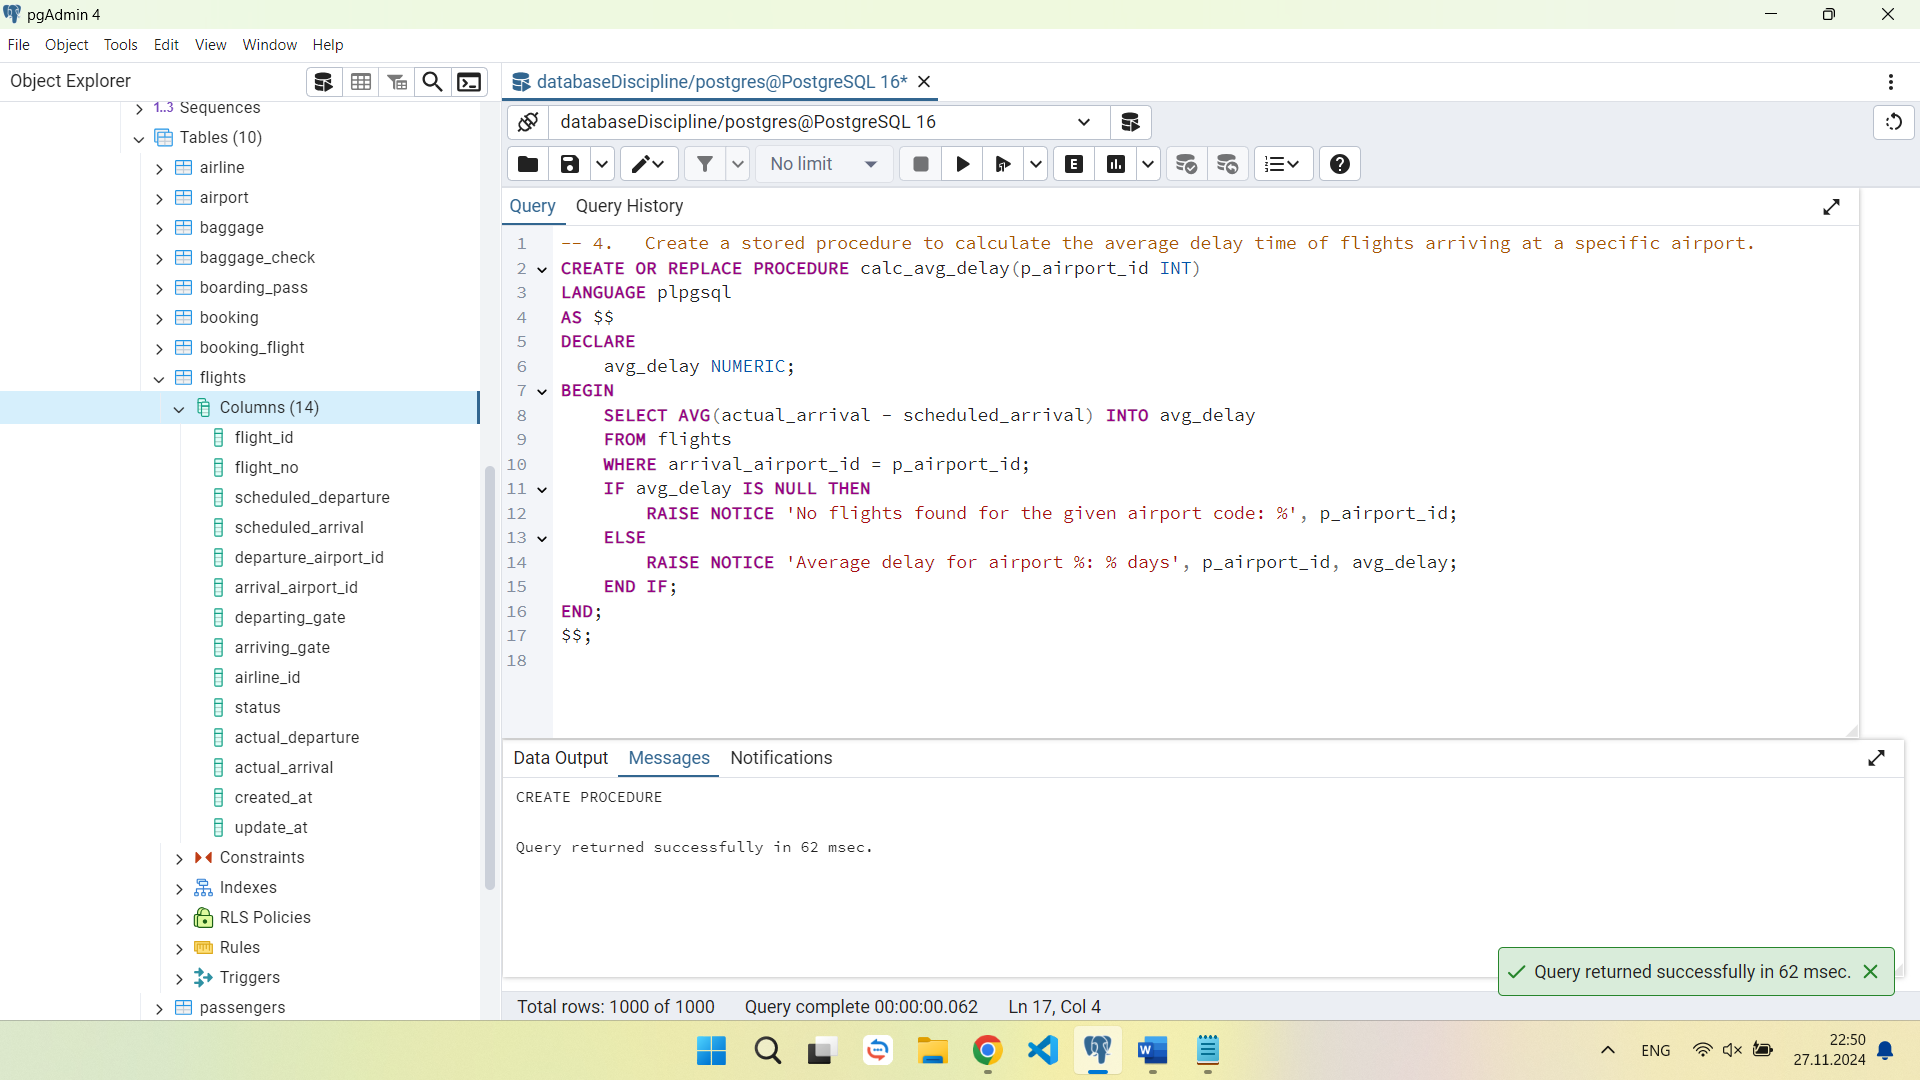 pgAdmin 4
File Object Tools Edit View Window Help
Object Explorer
1..3 Sequences
Tables (10)
airline
airport
baggage
baggage_check
boarding_pass
booking
booking_flight
flights
Columns (14)
flight_id
flight_no
scheduled_departure
scheduled_arrival
departure_airport_id
arrival_airport_id
departing_gate
arriving_gate
airline_id
status
actual_departure
actual_arrival
created_at
update_at
Constraints
Indexes
RLS Policies
Rules
Triggers
passengers
databaseDiscipline/postgres@PostgreSQL 16*
databaseDiscipline/postgres@PostgreSQL 16
No limit
E
Query Query History
1 -- 4. Create a stored procedure to calculate the average delay time of flights arriving at a specific airport.
2 CREATE OR REPLACE PROCEDURE calc_avg_delay(p_airport_id INT)
3 LANGUAGE plpgsql
4 AS $$
5 DECLARE
6 avg_delay NUMERIC;
7 BEGIN
8 SELECT AVG(actual_arrival - scheduled_arrival) INTO avg_delay
9 FROM flights
10 WHERE arrival_airport_id = p_airport_id;
11 IF avg_delay IS NULL THEN
12 RAISE NOTICE 'No flights found for the given airport code: %', p_airport_id;
13 ELSE
14 RAISE NOTICE 'Average delay for airport %: % days', p_airport_id, avg_delay;
15 END IF;
16 END;
17 $$;
18
Data Output Messages Notifications
CREATE PROCEDURE
Query returned successfully in 62 msec.
Query returned successfully in 62 msec.
Total rows: 1000 of 1000 Query complete 00:00:00.062 Ln 17, Col 4
W
ENG
22:50
27.11.2024